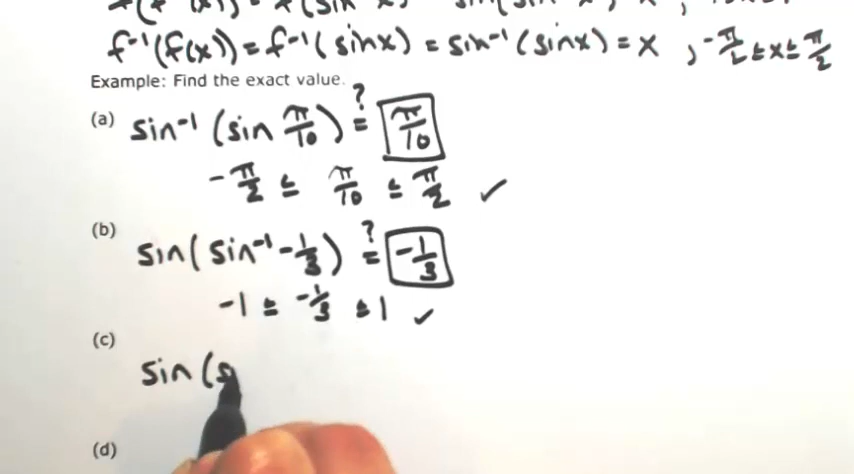 f⁻¹(f(x)) = f⁻¹(sinx) = sin⁻¹(sinx) = x , -π/2 ≤ x ≤ π/2
Example: Find the exact value.
(a) sin⁻¹(sin π/10) ?= π/10
-π/2 ≤ π/10 ≤ π/2 ✓
(b)
sin(sin⁻¹ -1/3) ?= -1/3
-1 ≤ -1/3 ≤ 1 ✓
(c)
sin(s
(d)